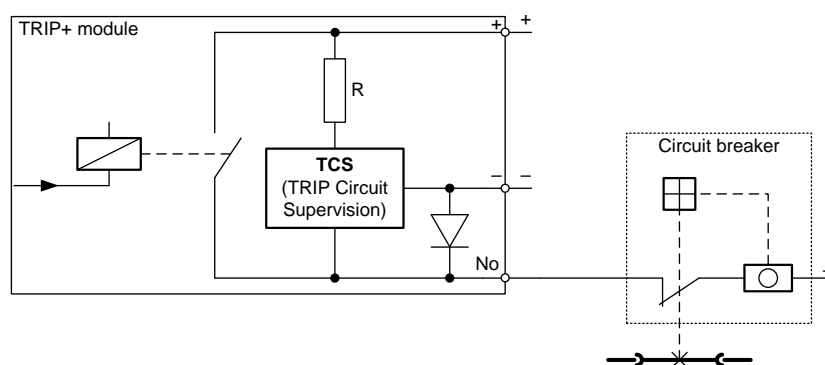 TRIP+ module
+ +
R
TCS
(TRIP Circuit
Supervision)
– –
No
Circuit breaker